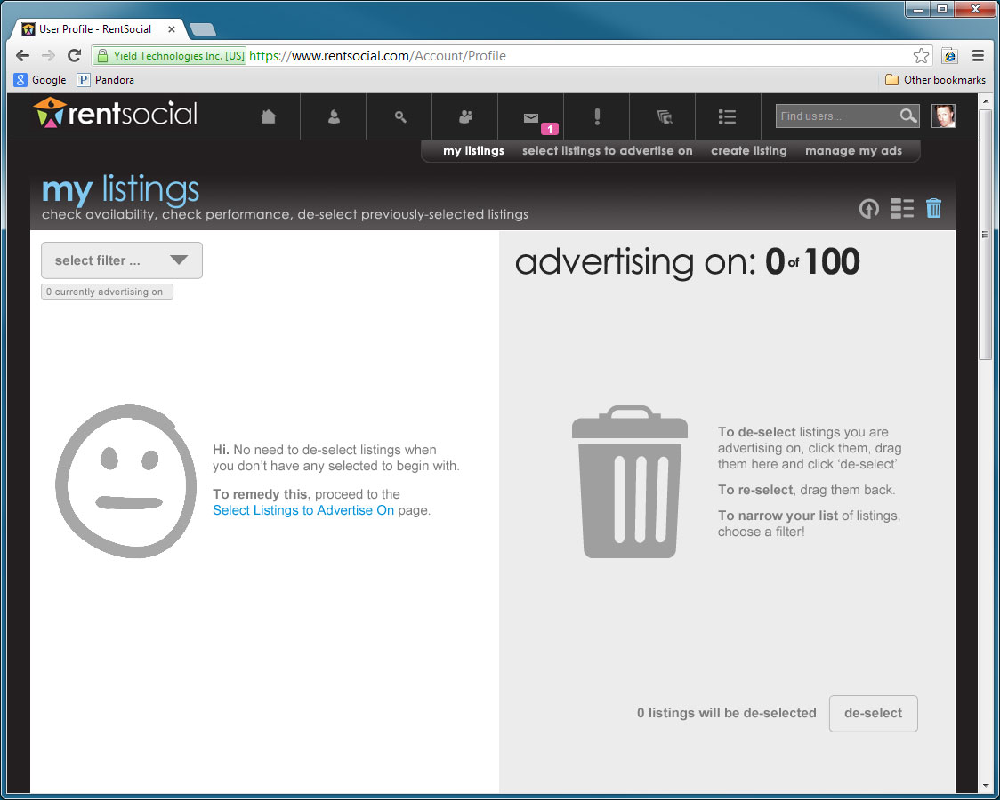 User Profile - RentSocial
Yield Technologies Inc. [US] https://www.rentsocial.com/Account/Profile
8 Google P Pandora Other bookmarks
rentsocial
1
Find users...
my listings select listings to advertise on create listing manage my ads
my listings
check availability, check performance, de-select previously-selected listings
select filter ...
0 currently advertising on
advertising on: 0 of 100
Hi. No need to de-select listings when
you don't have any selected to begin with.
To remedy this, proceed to the
Select Listings to Advertise On page.
To de-select listings you are
advertising on, click them, drag
them here and click 'de-select'
To re-select, drag them back.
To narrow your list of listings,
choose a filter!
0 listings will be de-selected de-select